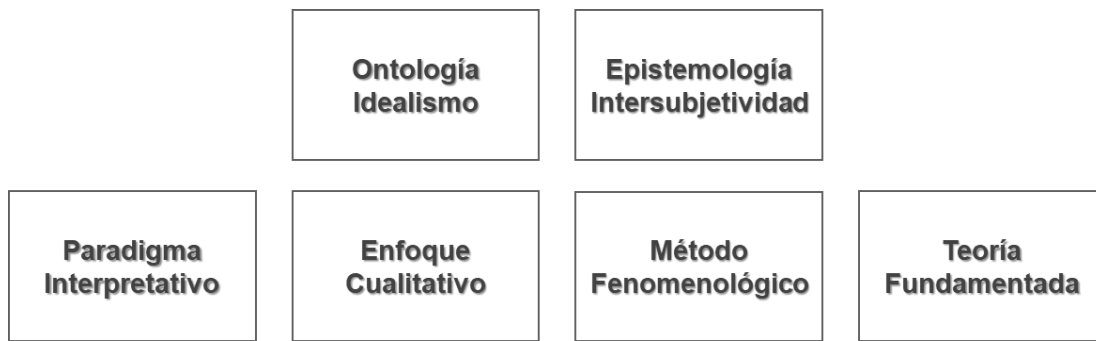 Ontología
Idealismo
Epistemología
Intersubjetividad
Paradigma
Interpretativo
Enfoque
Cualitativo
Método
Fenomenológico
Teoría
Fundamentada